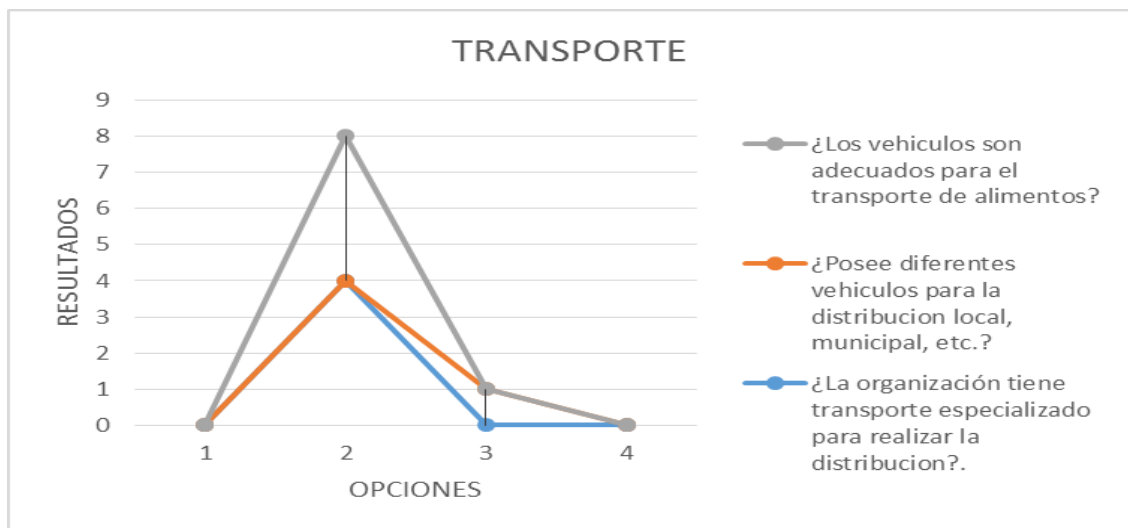 TRANSPORTE
9
8
7
6
5
4
3
2
1
0
RESULTADOS
1 2 3 4
OPCIONES
¿Los vehiculos son
adecuados para el
transporte de alimentos?
¿Posee diferentes
vehiculos para la
distribucion local,
municipal, etc.?
¿La organización tiene
transporte especializado
para realizar la
distribucion?.